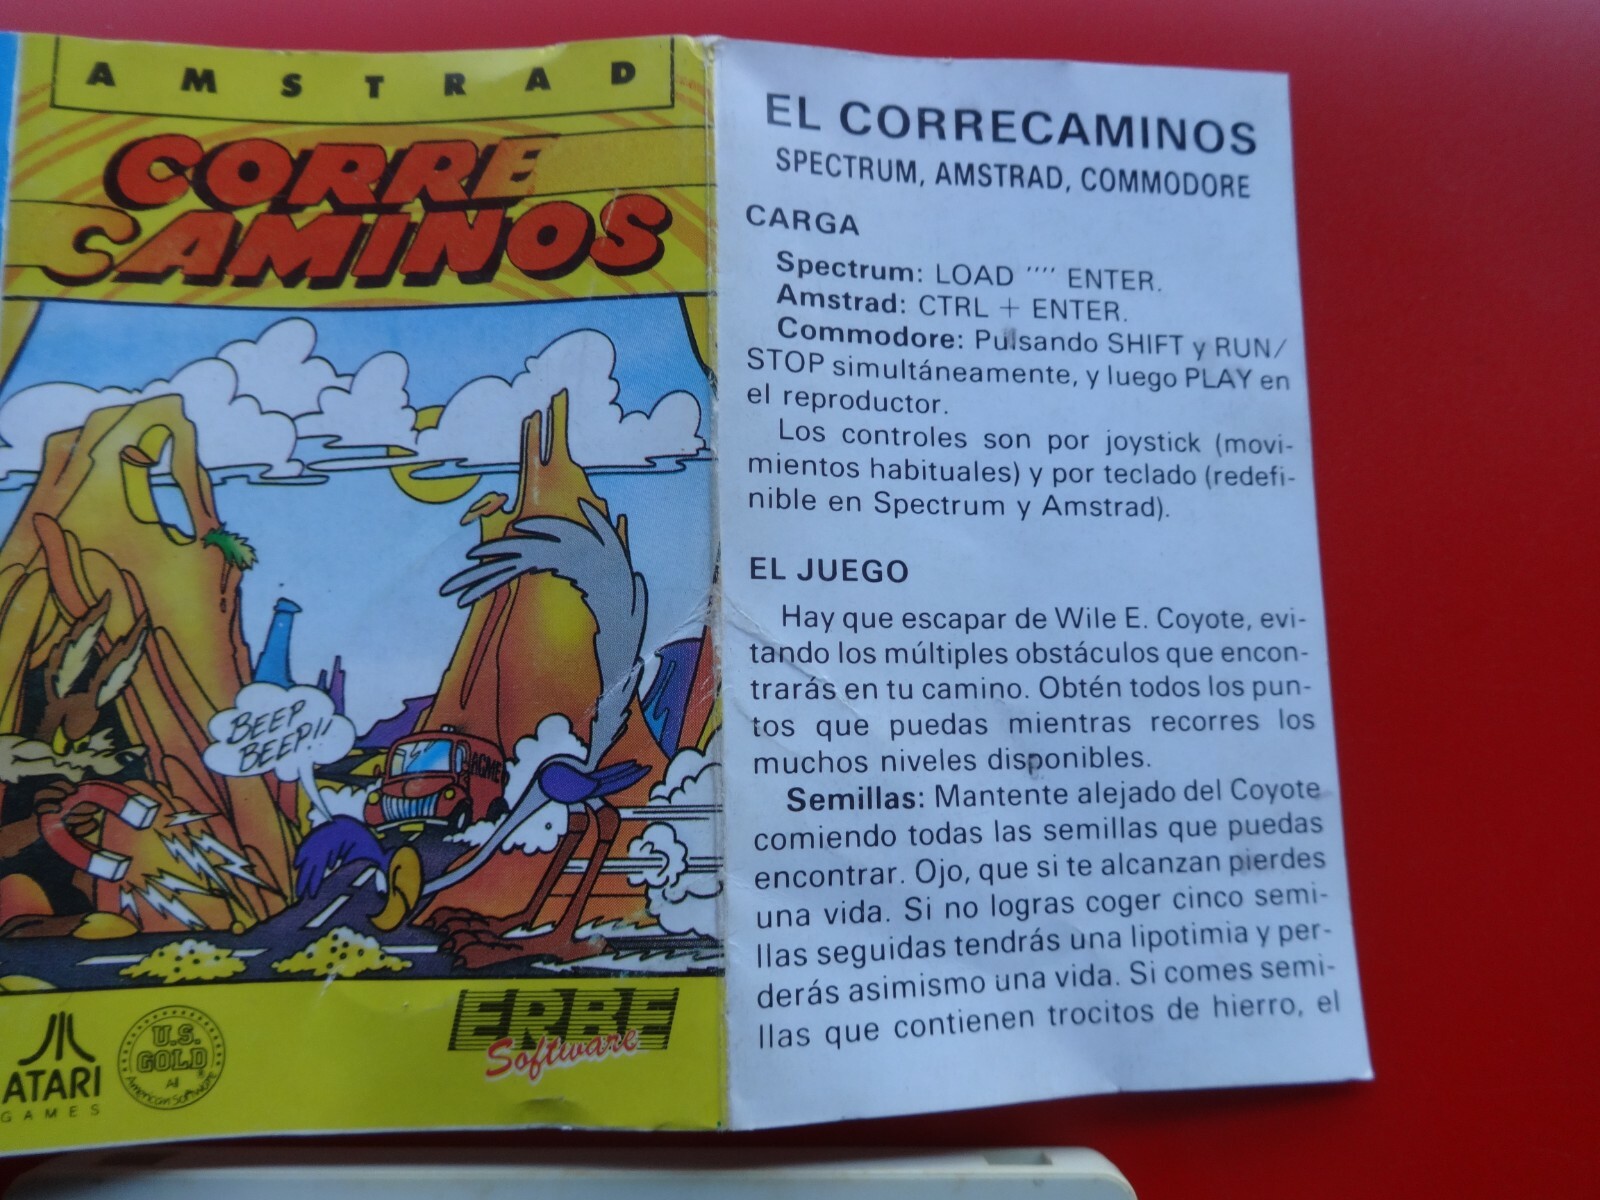 AMSTRAD
CORRE
CAMINOS
BEEP
BEEP!!
ACME
ATARI
GAMES
U.S.
GOLD
All
American Software
ERBE
Software
EL CORRECAMINOS
SPECTRUM, AMSTRAD, COMMODORE
CARGA
Spectrum: LOAD """" ENTER.
Amstrad: CTRL + ENTER.
Commodore: Pulsando SHIFT y RUN/
STOP simultáneamente, y luego PLAY en
el reproductor.
Los controles son por joystick (movi-
mientos habituales) y por teclado (redefi-
nible en Spectrum y Amstrad).
EL JUEGO
Hay que escapar de Wile E. Coyote, evi-
tando los múltiples obstáculos que encon-
trarás en tu camino. Obtén todos los pun-
tos que puedas mientras recorres los
muchos niveles disponibles.
Semillas: Mantente alejado del Coyote
comiendo todas las semillas que puedas
encontrar. Ojo, que si te alcanzan pierdes
una vida. Si no logras coger cinco semi-
llas seguidas tendrás una lipotimia y per-
derás asimismo una vida. Si comes semi-
llas que contienen trocitos de hierro, el